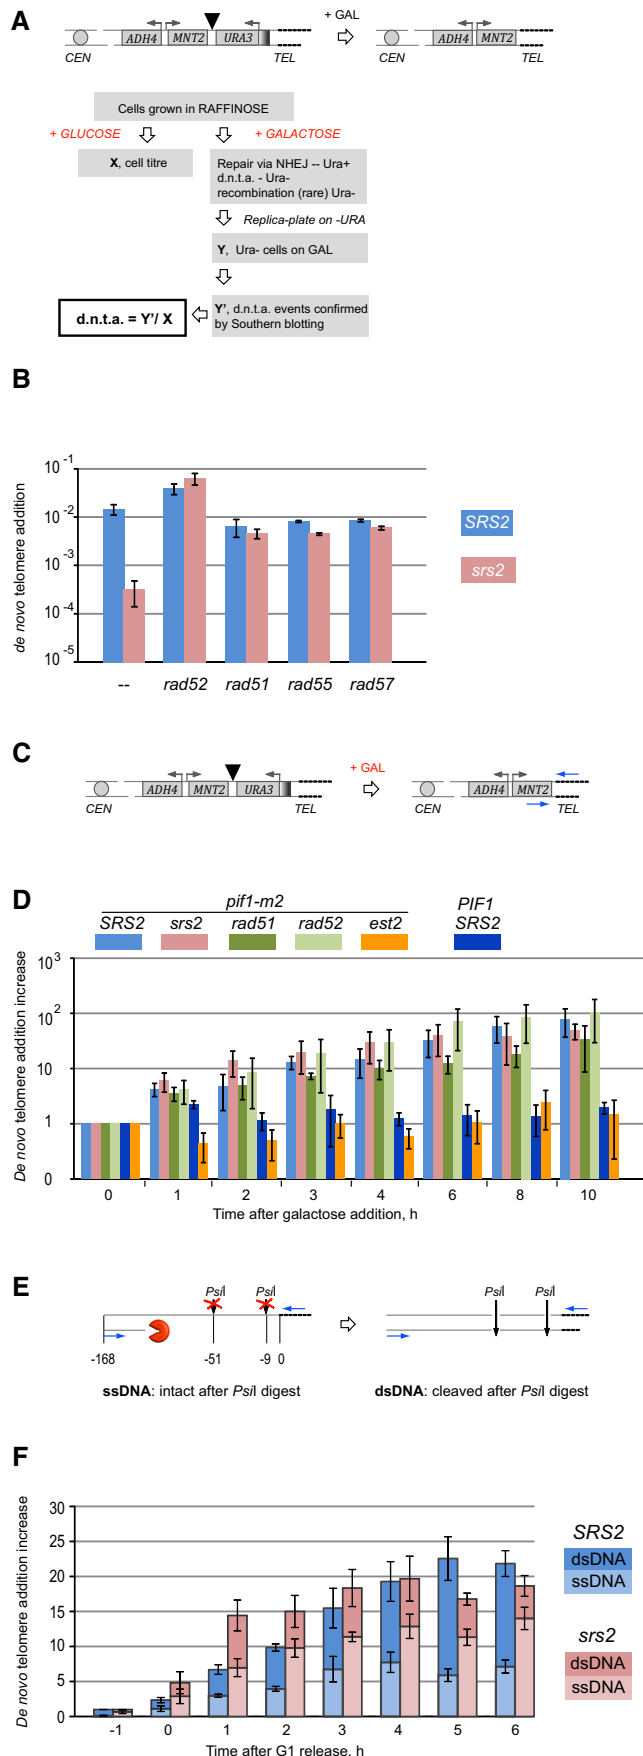 A
+ GAL
ADH4 MNT2 URA3
CEN TEL
ADH4 MNT2
CEN TEL
Cells grown in RAFFINOSE
+ GLUCOSE + GALACTOSE
X, cell titre
Repair via NHEJ -- Ura+
d.n.t.a. - Ura-
recombination (rare) Ura-
Replica-plate on -URA
Y, Ura- cells on GAL
Y', d.n.t.a. events confirmed
by Southern blotting
d.n.t.a. = Y'/ X
B
de novo telomere addition
10-1
10-2
10-3
10-4
10-5
-- rad52 rad51 rad55 rad57
SRS2
srs2
C
+ GAL
ADH4 MNT2 URA3
CEN TEL
ADH4 MNT2
CEN TEL
D
pif1-m2
SRS2 srs2 rad51 rad52 est2
PIF1
SRS2
De novo telomere addition increase
103
102
10
1
0
0 1 2 3 4 6 8 10
Time after galactose addition, h
E
PsiI PsiI
-168 -51 -9 0
ssDNA: intact after PsiI digest
PsiI PsiI
dsDNA: cleaved after PsiI digest
F
De novo telomere addition increase
30
25
20
15
10
5
0
-1 0 1 2 3 4 5 6
Time after G1 release, h
SRS2
dsDNA
ssDNA
srs2
dsDNA
ssDNA